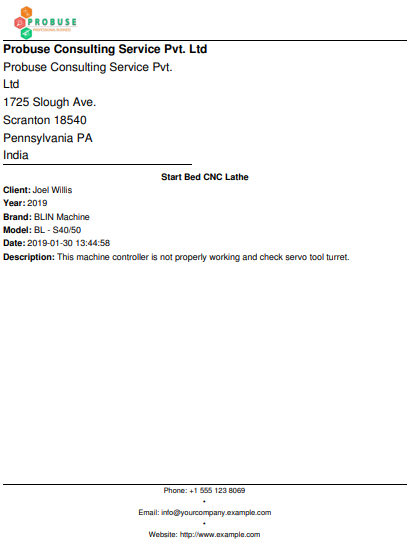 PROBUSE
PROFESSIONAL BUSINESS
Probuse Consulting Service Pvt. Ltd
Probuse Consulting Service Pvt.
Ltd
1725 Slough Ave.
Scranton 18540
Pennsylvania PA
India
Start Bed CNC Lathe
Client: Joel Willis
Year: 2019
Brand: BLIN Machine
Model: BL - S40/50
Date: 2019-01-30 13:44:58
Description: This machine controller is not properly working and check servo tool turret.
Phone: +1 555 123 8069
•
Email: info@yourcompany.example.com
•
Website: http://www.example.com